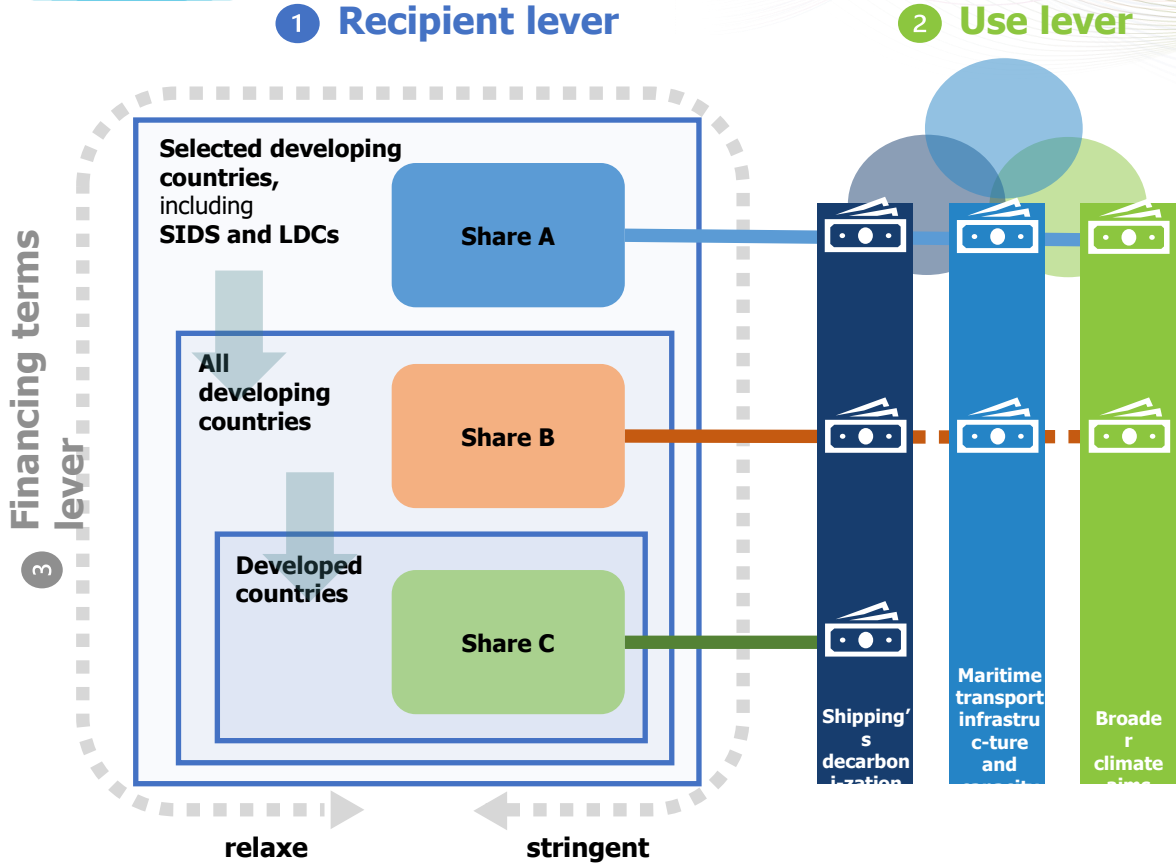 1 Recipient lever
2 Use lever
3 Financing terms
lever
Selected developing
countries,
including
SIDS and LDCs
Share A
All
developing
countries
Share B
Developed
countries
Share C
Shipping’
s
decarbon
i-zation
Maritime
transport
infrastru
c-ture
and
Broade
r
climate
relaxe
stringent